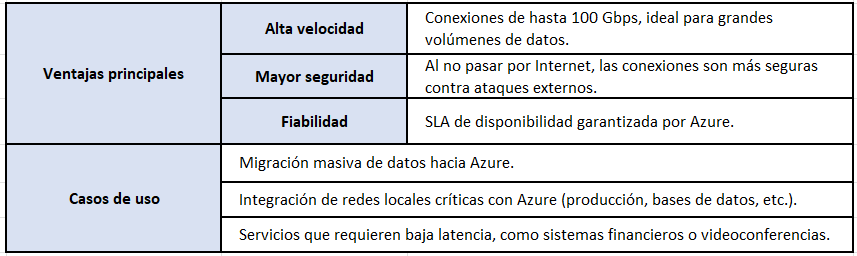 Ventajas principales
Alta velocidad
Conexiones de hasta 100 Gbps, ideal para grandes
volúmenes de datos.
Mayor seguridad
Al no pasar por Internet, las conexiones son más seguras
contra ataques externos.
Fiabilidad
SLA de disponibilidad garantizada por Azure.
Casos de uso
Migración masiva de datos hacia Azure.
Integración de redes locales críticas con Azure (producción, bases de datos, etc.).
Servicios que requieren baja latencia, como sistemas financieros o videoconferencias.